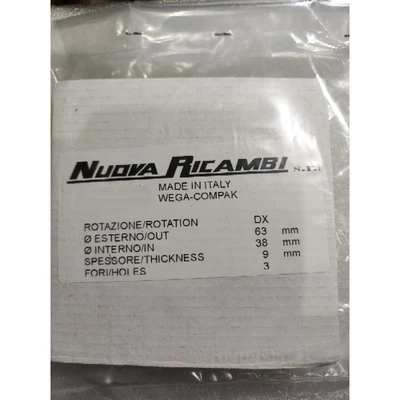 NUOVA RICAMBI s.r.l
MADE IN ITALY
WEGA-COMPAK
ROTAZIONE/ROTATION DX
Ø ESTERNO/OUT 63 mm
Ø INTERNO/IN 38 mm
SPESSORE/THICKNESS 9 mm
FORI/HOLES 3